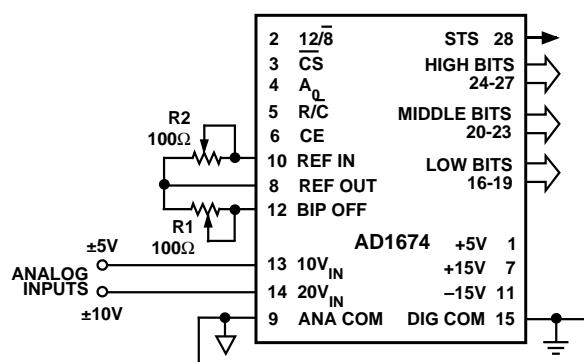 2 12/8̅ STS 28
3 C̅S̅ HIGH BITS
4 A0 24-27
5 R/C̅ MIDDLE BITS
6 CE 20-23
R2
100Ω
10 REF IN LOW BITS
8 REF OUT 16-19
12 BIP OFF
R1
100Ω
AD1674
+5V 1
±5V
13 10VIN +15V 7
ANALOG
INPUTS
14 20VIN –15V 11
±10V
9 ANA COM DIG COM 15